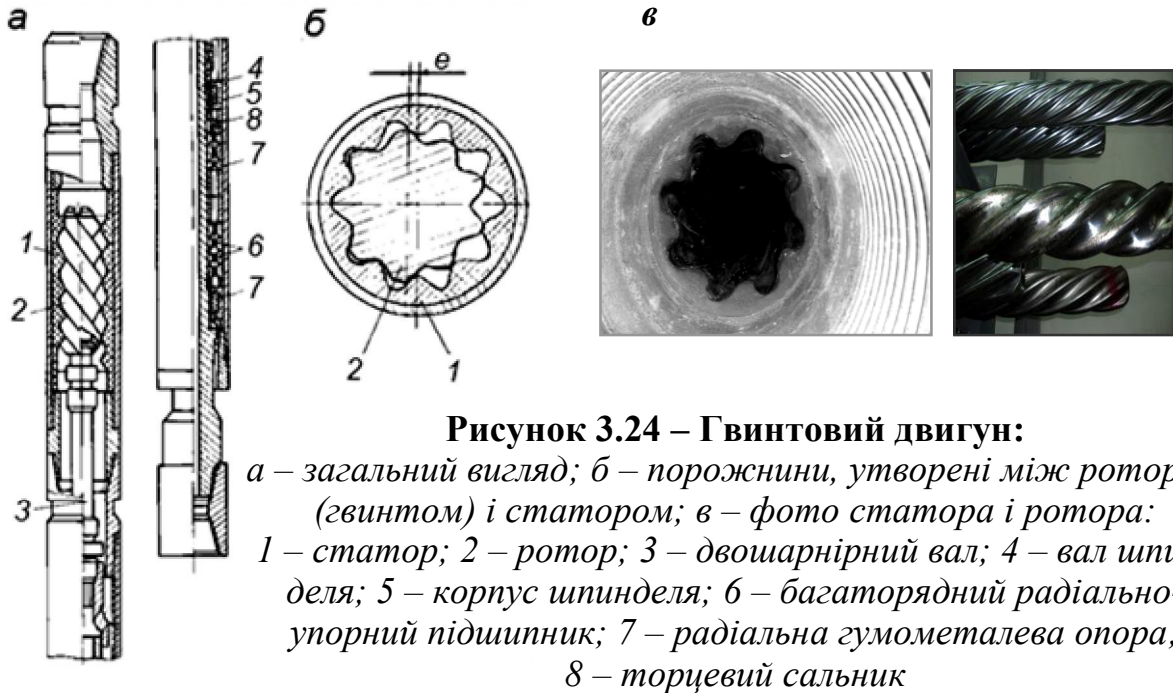 а
б
в
е
4
5
8
7
6
7
1
2
3
2
1
Рисунок 3.24 – Гвинтовий двигун:
а – загальний вигляд; б – порожнини, утворені між ротор
(гвинтом) і статором; в – фото статора і ротора:
1 – статор; 2 – ротор; 3 – двошарнірний вал; 4 – вал шпи
деля; 5 – корпус шпинделя; 6 – багаторядний радіально-
упорний підшипник; 7 – радіальна гумометалева опора;
8 – торцевий сальник